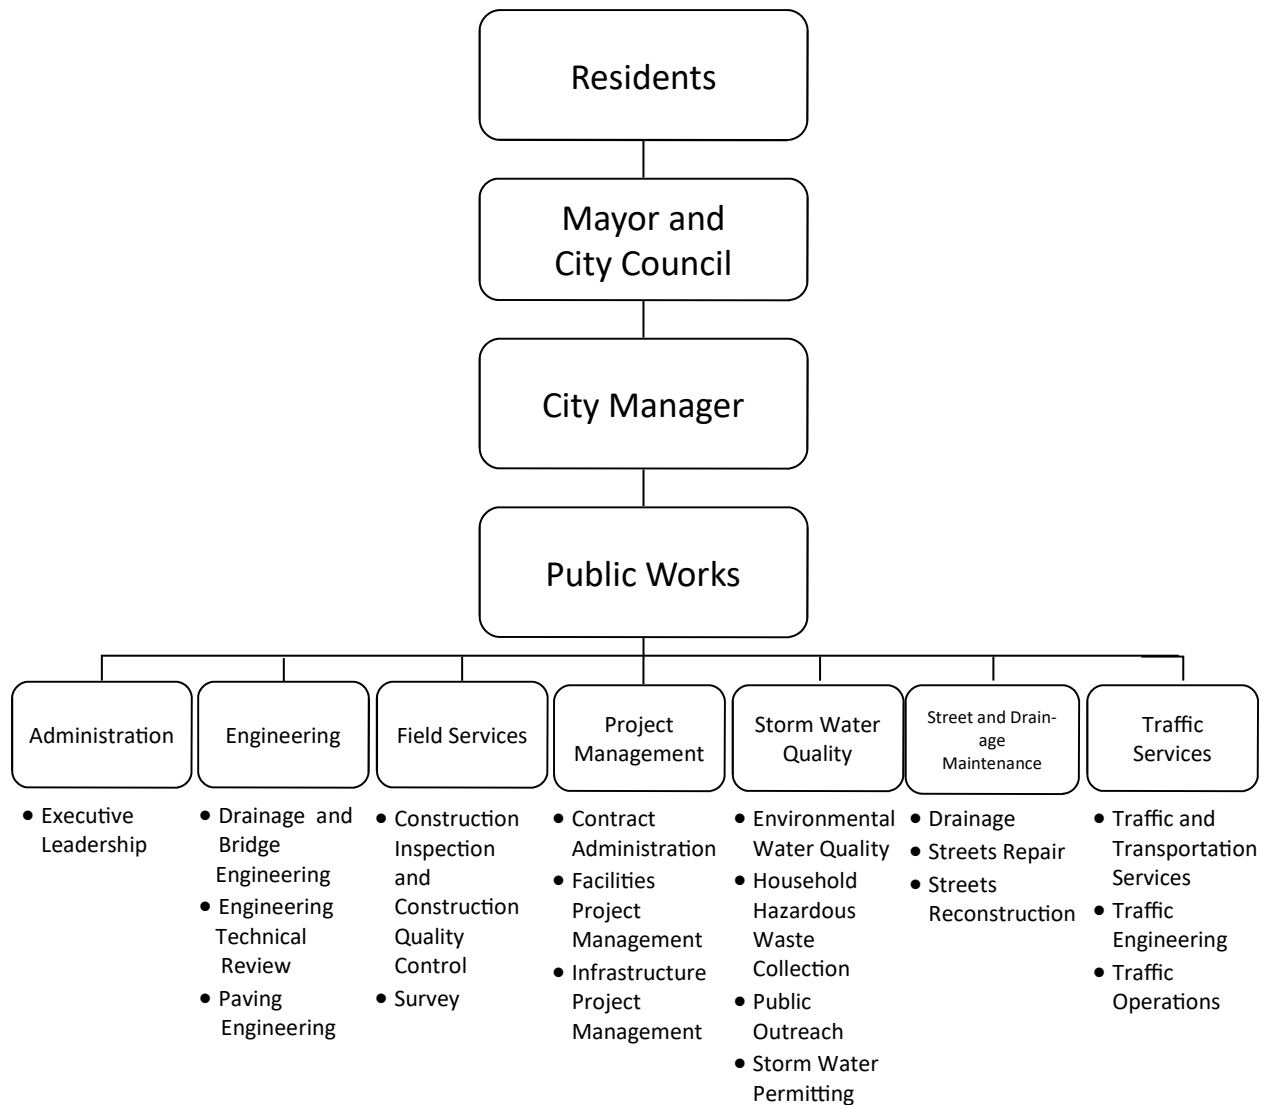 Residents
Mayor and
City Council
City Manager
Public Works
Administration
• Executive
Leadership
Engineering
• Drainage and
Bridge
Engineering
• Engineering
Technical
Review
• Paving
Engineering
Field Services
• Construction
Inspection
and
Construction
Quality
Control
• Survey
Project
Management
• Contract
Administration
• Facilities
Project
Management
• Infrastructure
Project
Management
Storm Water
Quality
• Environmental
Water Quality
• Household
Hazardous
Waste
Collection
• Public
Outreach
• Storm Water
Permitting
Street and Drain-
age
Maintenance
• Drainage
• Streets Repair
• Streets
Reconstruction
Traffic
Services
• Traffic and
Transportation
Services
• Traffic
Engineering
• Traffic
Operations